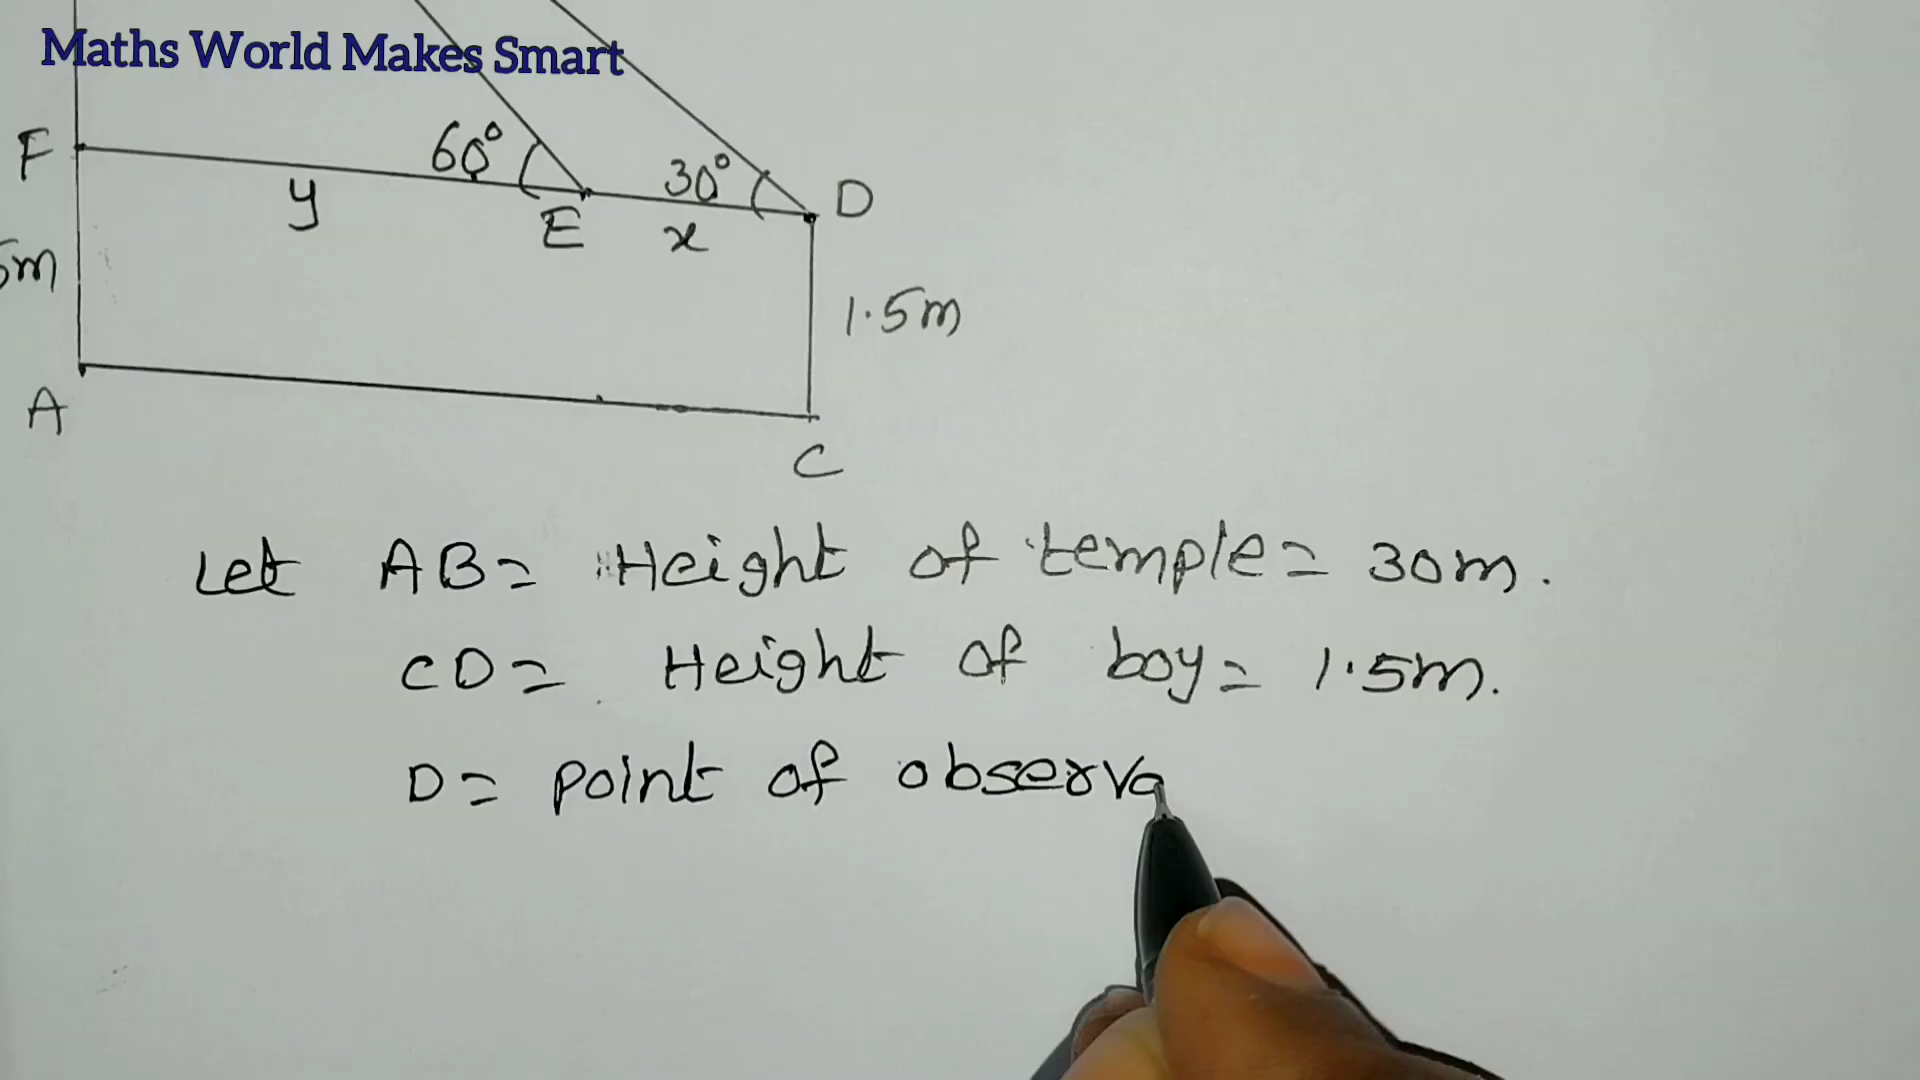 Maths World Makes Smart
F 60° 30° D
y E x
5m 1.5m
A
C
Let AB = Height of temple = 30m.
CD = Height of boy = 1.5m.
D = point of observa